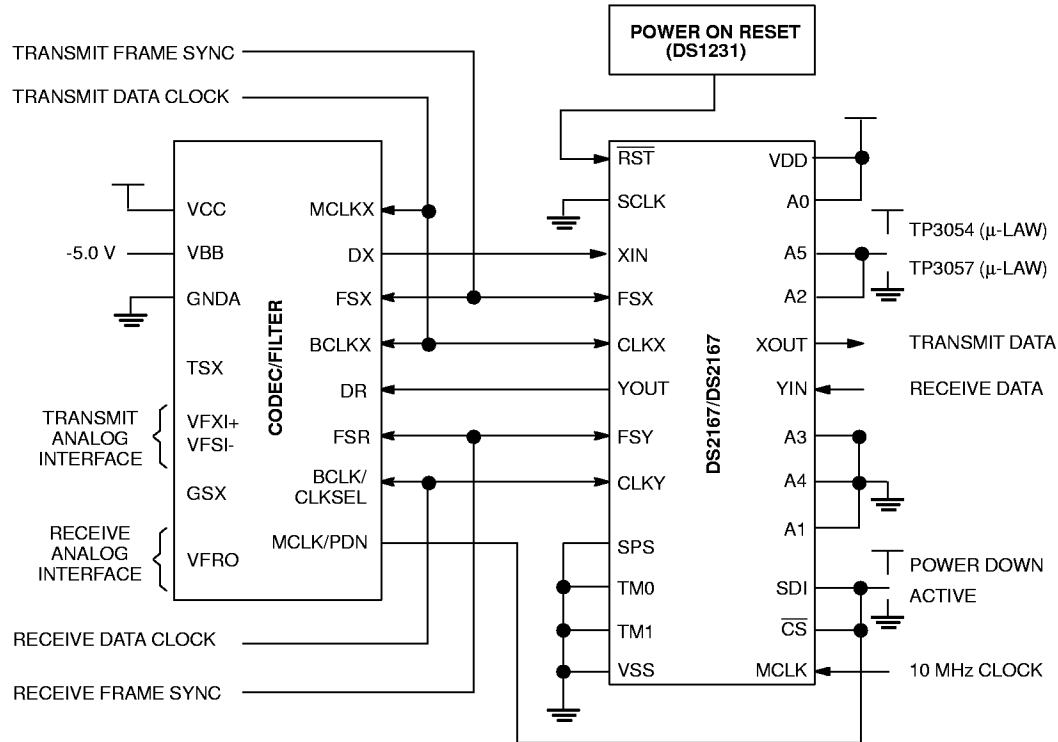 TRANSMIT FRAME SYNC
TRANSMIT DATA CLOCK
POWER ON RESET
(DS1231)
VCC
-5.0 V
VBB
GNDA
TSX
TRANSMIT
ANALOG
INTERFACE
VFXI+
VFSI-
GSX
RECEIVE
ANALOG
INTERFACE
VFRO
CODEC/FILTER
MCLKX
DX
FSX
BCLKX
DR
FSR
BCLK/
CLKSEL
MCLK/PDN
RECEIVE DATA CLOCK
RECEIVE FRAME SYNC
RST
SCLK
XIN
FSX
CLKX
YOUT
FSY
CLKY
SPS
TM0
TM1
VSS
DS2167/DS2167
VDD
A0
A5
A2
XOUT
YIN
A3
A4
A1
SDI
CS
MCLK
TP3054 (μ-LAW)
TP3057 (μ-LAW)
TRANSMIT DATA
RECEIVE DATA
POWER DOWN
ACTIVE
10 MHz CLOCK